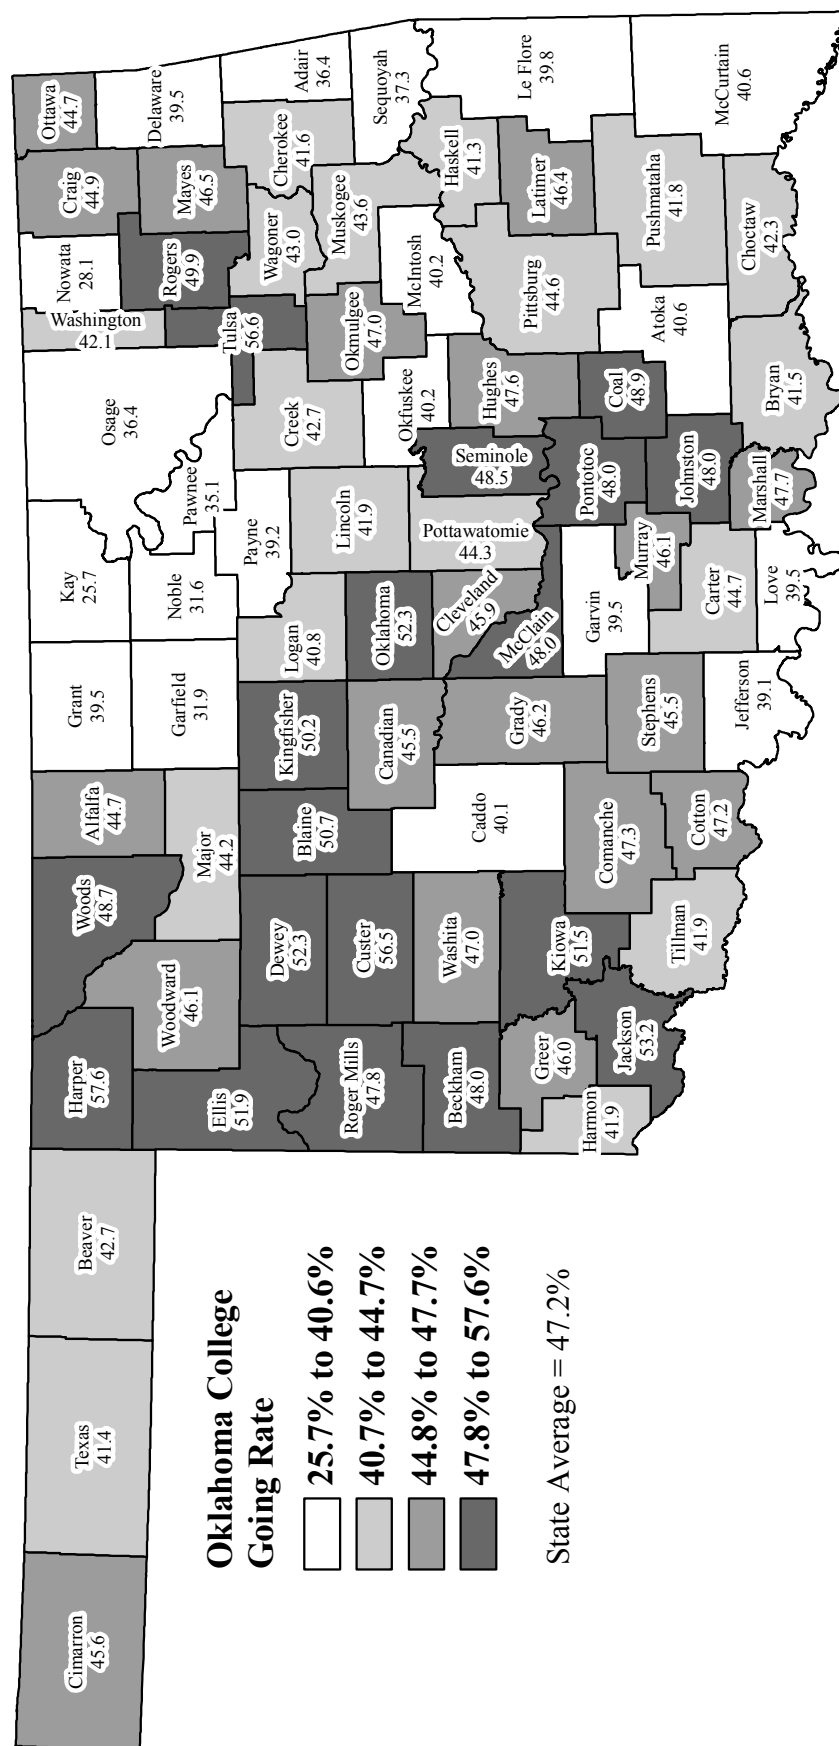 Cimarron
45.6
Texas
41.4
Beaver
42.7
Harper
57.6
Woods
48.7
Alfalfa
44.7
Grant
39.5
Kay
25.7
Osage
36.4
Washington
42.1
Nowata
28.1
Craig
44.9
Ottawa
44.7
Ellis
51.9
Woodward
46.1
Major
44.2
Garfield
31.9
Noble
31.6
Pawnee
35.1
Rogers
49.9
Mayes
46.5
Delaware
39.5
Tulsa
56.6
Roger Mills
47.8
Dewey
52.3
Blaine
50.7
Kingfisher
50.2
Logan
40.8
Payne
39.2
Creek
42.7
Wagoner
43.0
Cherokee
41.6
Adair
36.4
Custer
56.5
Canadian
45.5
Oklahoma
52.3
Lincoln
41.9
Okfuskee
40.2
Okmulgee
47.0
Muskogee
43.6
Sequoyah
37.3
McIntosh
40.2
Beckham
48.0
Washita
47.0
Caddo
40.1
Grady
46.2
Cleveland
45.9
McClain
48.0
Pottawatomie
44.3
Seminole
48.5
Hughes
47.6
Pittsburg
44.6
Haskell
41.3
Le Flore
39.8
Latimer
46.4
Harmon
41.9
Greer
46.0
Kiowa
51.5
Jackson
53.2
Comanche
47.3
Stephens
45.5
Garvin
39.5
Murray
46.1
Pontotoc
48.0
Coal
48.9
Atoka
40.6
Pushmataha
41.8
McCurtain
40.6
Tillman
41.9
Cotton
47.2
Jefferson
39.1
Carter
44.7
Love
39.5
Johnston
48.0
Marshall
47.7
Bryan
41.5
Choctaw
42.3
Oklahoma College
Going Rate
25.7% to 40.6%
40.7% to 44.7%
44.8% to 47.7%
47.8% to 57.6%
State Average = 47.2%